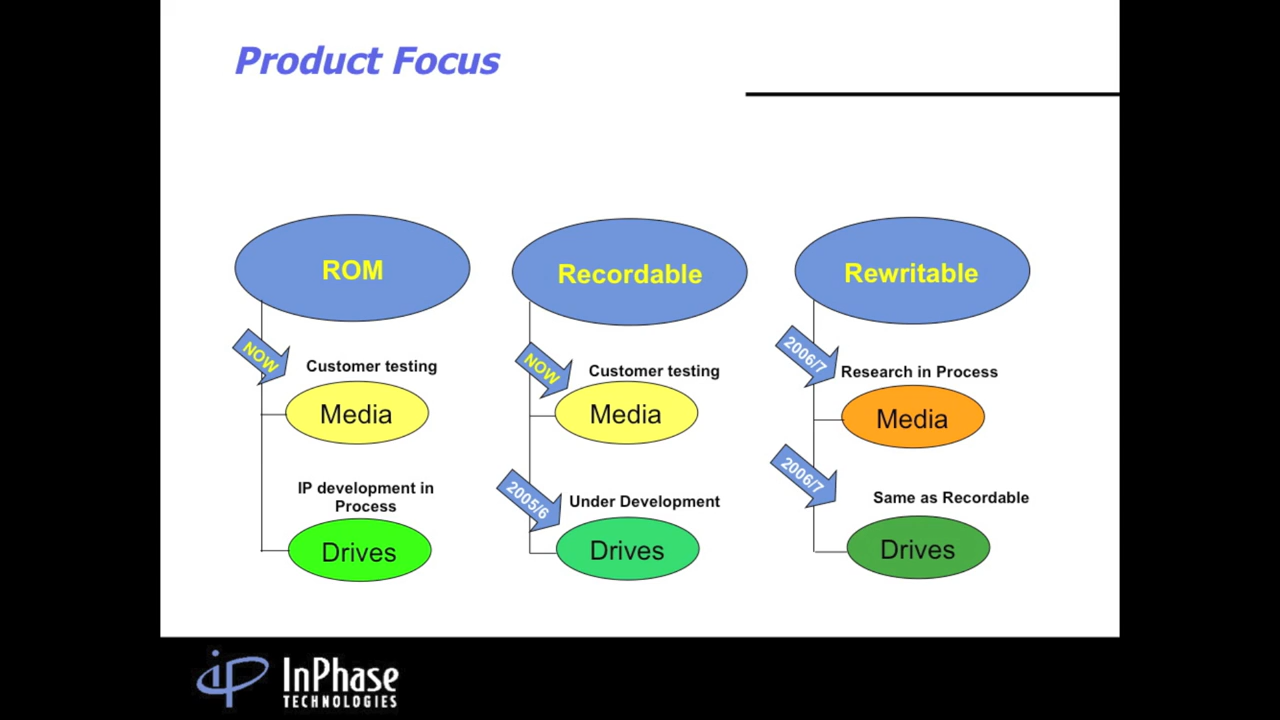 Product Focus
ROM
NOW
Customer testing
Media
IP development in
Process
Drives
Recordable
NOW
Customer testing
Media
2005/6
Under Development
Drives
Rewritable
2006/7
Research in Process
Media
2006/7
Same as Recordable
Drives
ip InPhase
TECHNOLOGIES